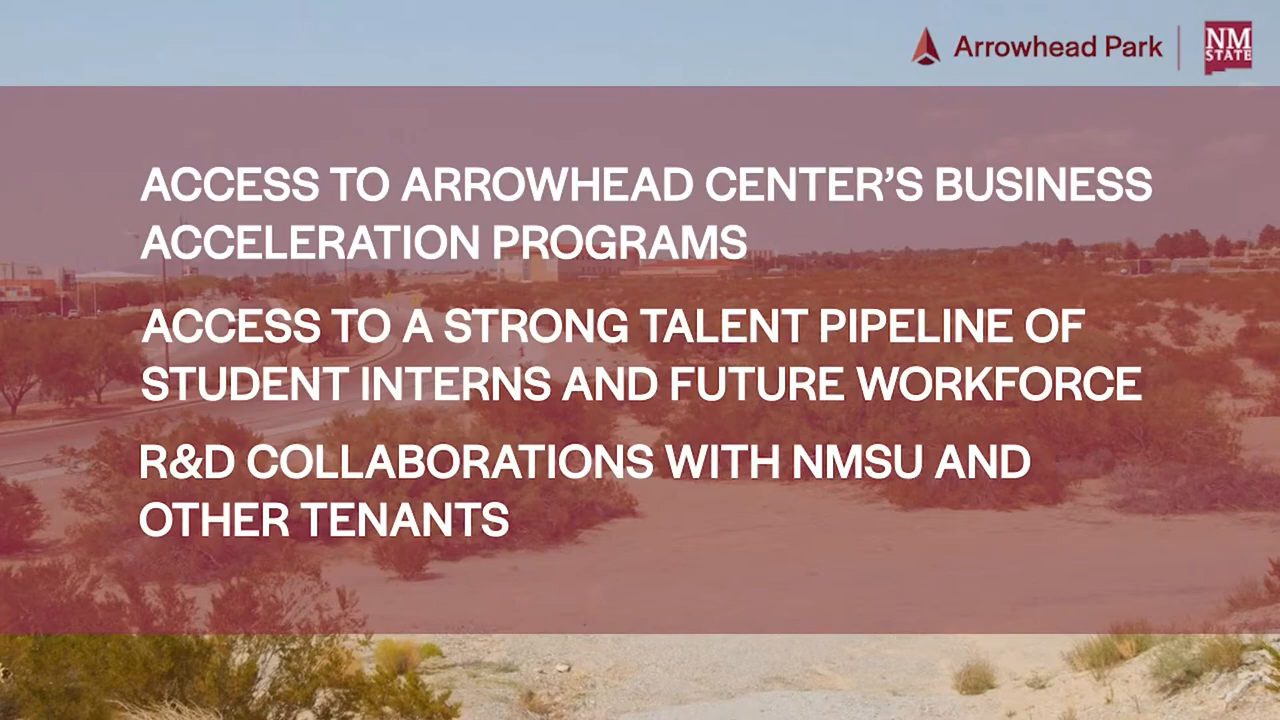 Arrowhead Park
NM
STATE
ACCESS TO ARROWHEAD CENTER’S BUSINESS
ACCELERATION PROGRAMS
ACCESS TO A STRONG TALENT PIPELINE OF
STUDENT INTERNS AND FUTURE WORKFORCE
R&D COLLABORATIONS WITH NMSU AND
OTHER TENANTS